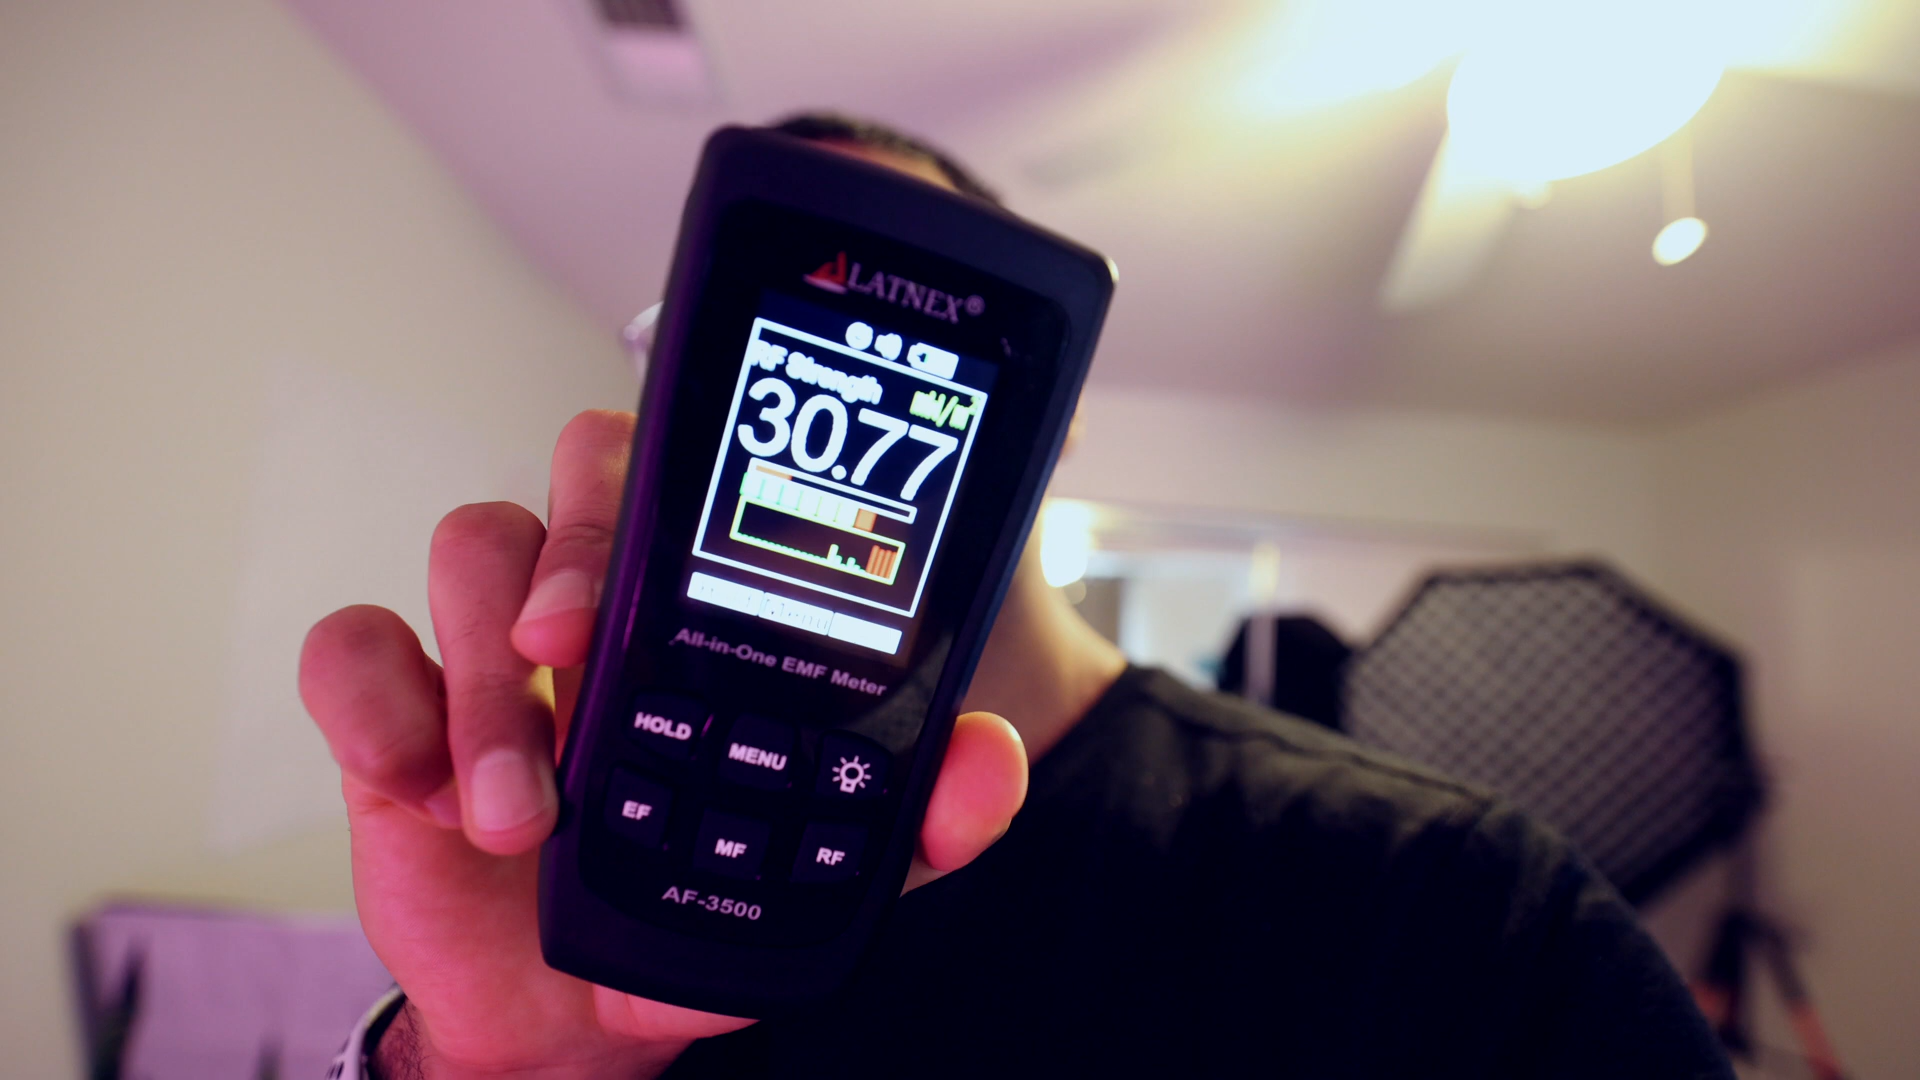 LATNEX®
RF Strength
mW/m²
30.77
Menu
All-in-One EMF Meter
HOLD
MENU
EF
MF
RF
AF-3500